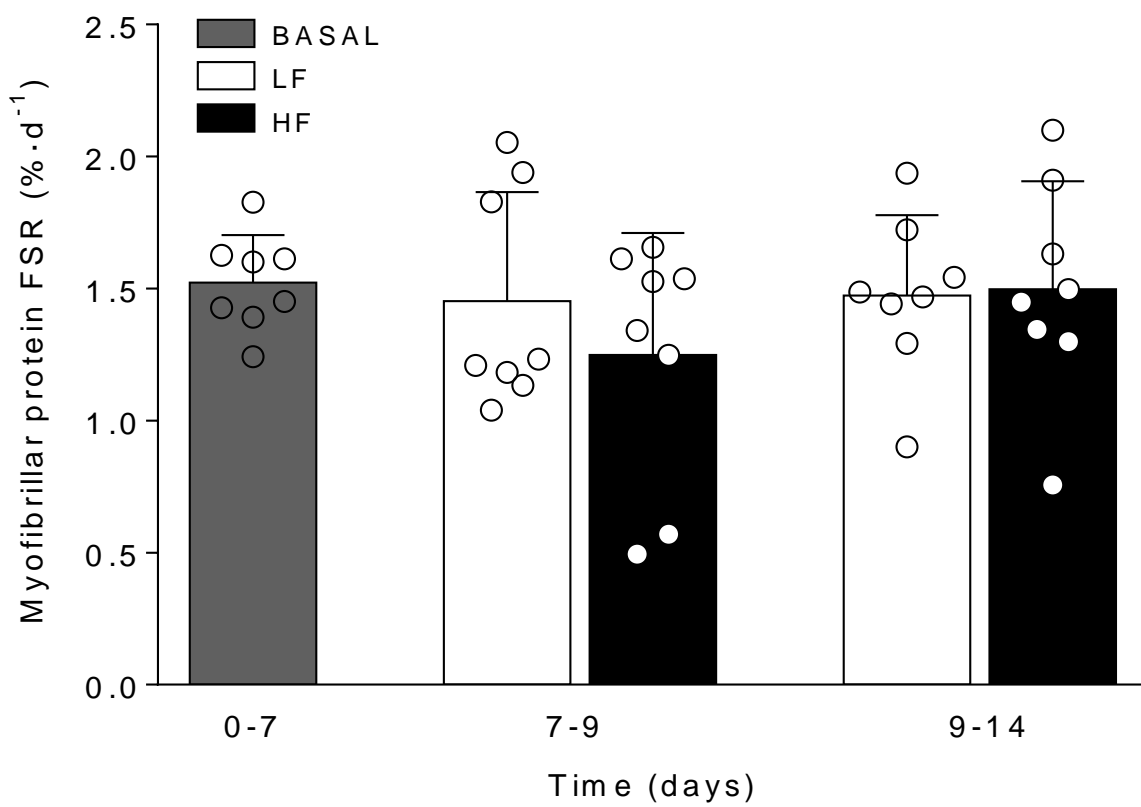 Myofibrillar protein FSR (%·d⁻¹)
2.5
2.0
1.5
1.0
0.5
0.0
BASAL
LF
HF
0-7
7-9
9-14
Time (days)